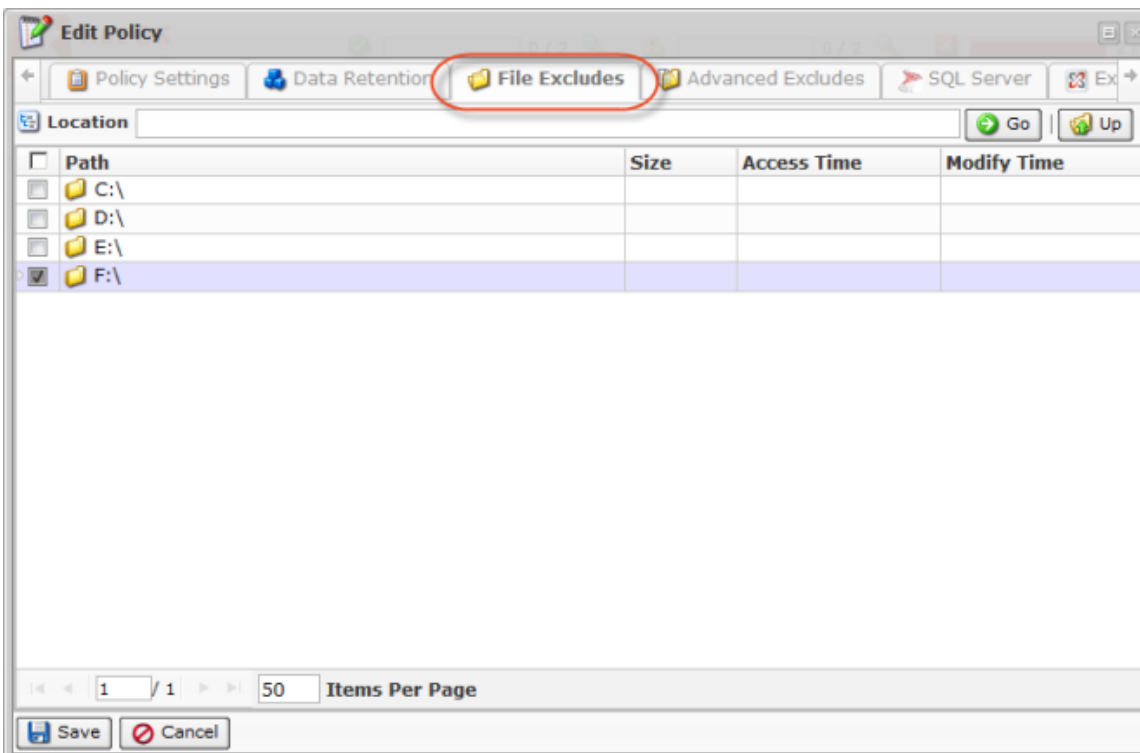 Edit Policy
Policy Settings Data Retention File Excludes Advanced Excludes SQL Server Ex
Location Go | Up
Path Size Access Time Modify Time
C:\
D:\
E:\
F:\
1 / 1 50 Items Per Page
Save Cancel